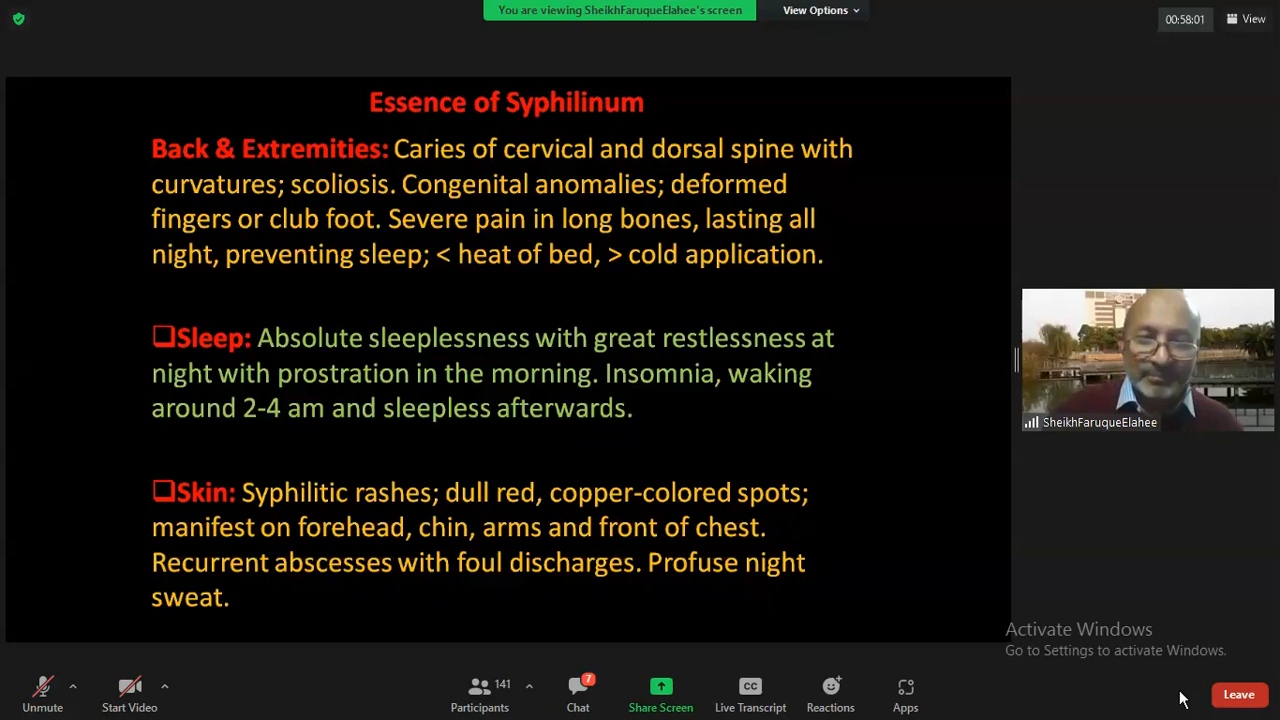 You are viewing SheikhFaruqueElahee's screen
View Options
00:58:01
View
Essence of Syphilinum
Back & Extremities: Caries of cervical and dorsal spine with
curvatures; scoliosis. Congenital anomalies; deformed
fingers or club foot. Severe pain in long bones, lasting all
night, preventing sleep; < heat of bed, > cold application.
❑Sleep: Absolute sleeplessness with great restlessness at
night with prostration in the morning. Insomnia, waking
around 2-4 am and sleepless afterwards.
❑Skin: Syphilitic rashes; dull red, copper-colored spots;
manifest on forehead, chin, arms and front of chest.
Recurrent abscesses with foul discharges. Profuse night
sweat.
SheikhFaruqueElahee
Activate Windows
Go to Settings to activate Windows.
Unmute
Start Video
141
Participants
7
Chat
Share Screen
CC
Live Transcript
Reactions
Apps
Leave